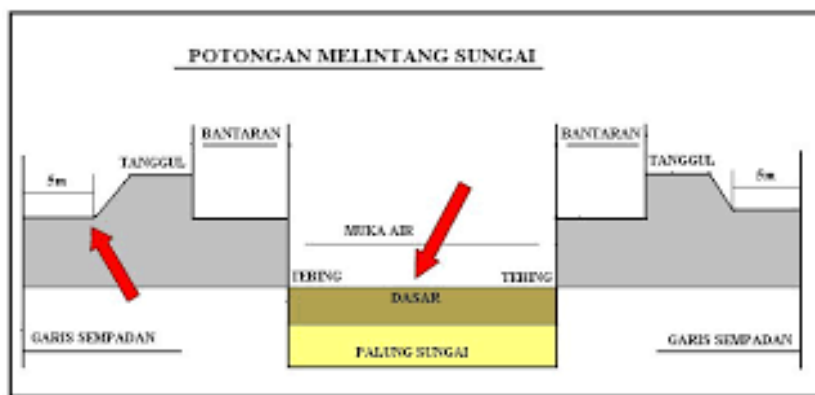 POTONGAN MELINTANG SUNGAI
BANTARAN
BANTARAN
TANGGUL
TANGGUL
5m
5m
MUKA AIR
TEBING
TEBING
DASAR
GARIS SEMPADAN
GARIS SEMPADAN
PALUNG SUNGAI